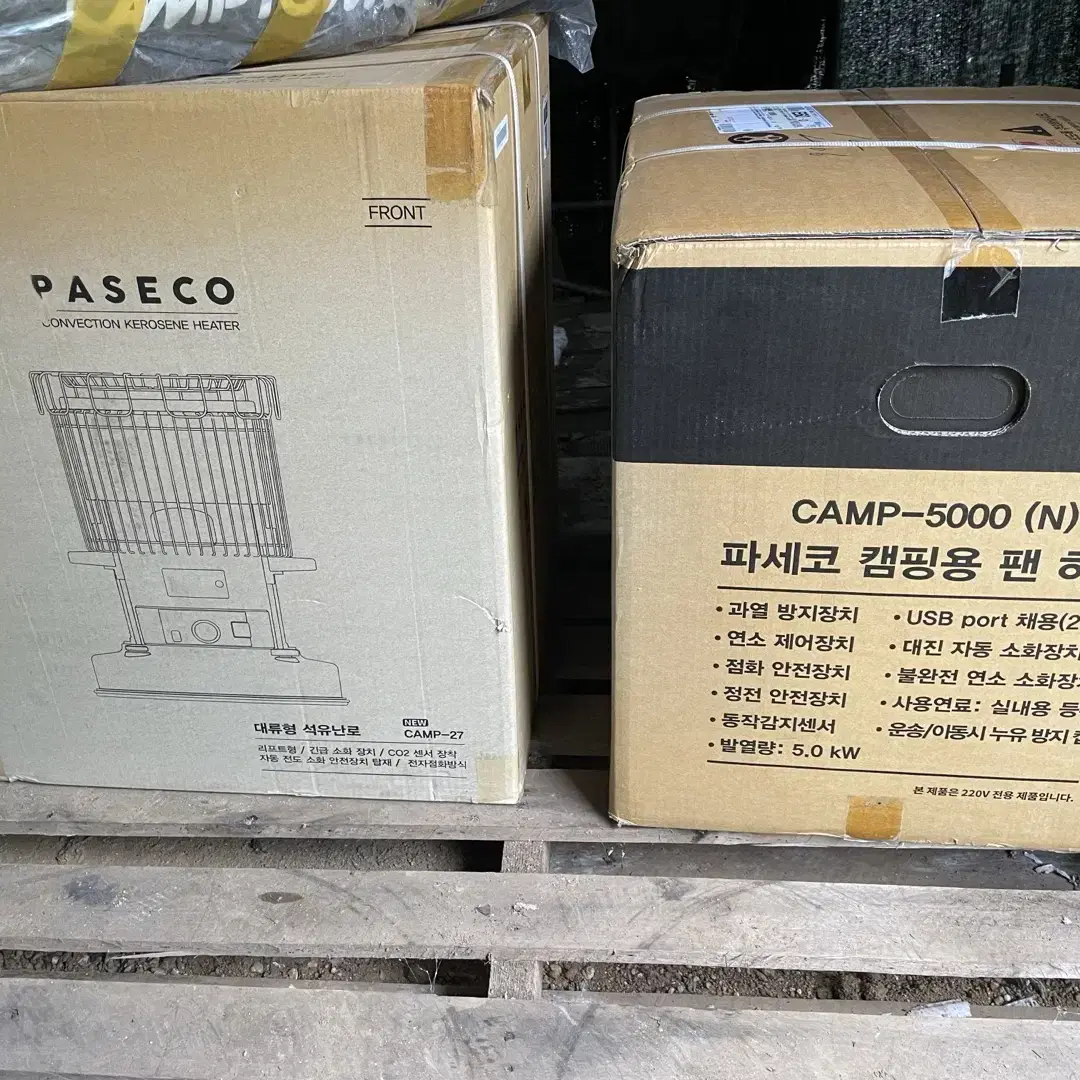 FRONT
PASECO
CONVECTION KEROSENE HEATER
대류형 석유난로
NEW
CAMP-27
리프트형 / 긴급 소화 장치 / CO2 센서 장착
자동 전도 소화 안전장치 탑재 / 전자점화방식
CAMP-5000 (N)
파세코 캠핑용 팬
• 과열 방지장치
• 연소 제어장치
• 점화 안전장치
• 정전 안전장치
• 동작감지센서
• 발열량: 5.0 kW
• USB port 채용(2
• 대진 자동 소화장치
• 불완전 연소 소화장
• 사용연료: 실내용 등
• 운송/이동시 누유 방지
본 제품은 220V 전용 제품입니다.